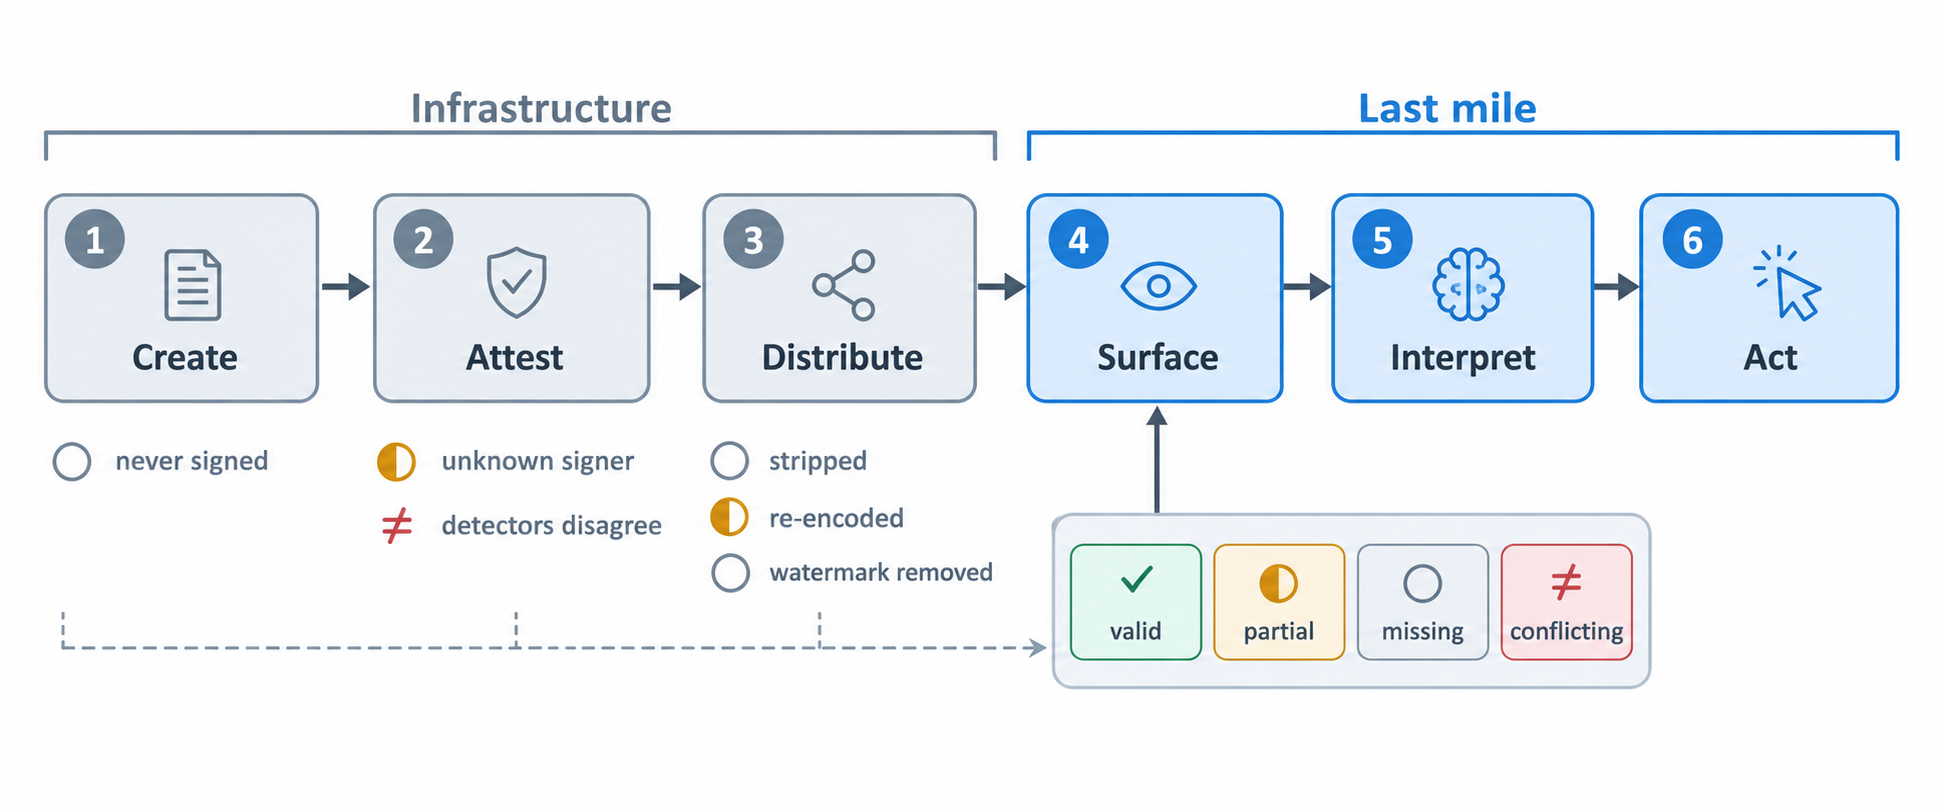 Infrastructure
Last mile
1
Create
2
Attest
3
Distribute
4
Surface
5
Interpret
6
Act
never signed
unknown signer
detectors disagree
stripped
re-encoded
watermark removed
valid
partial
missing
conflicting